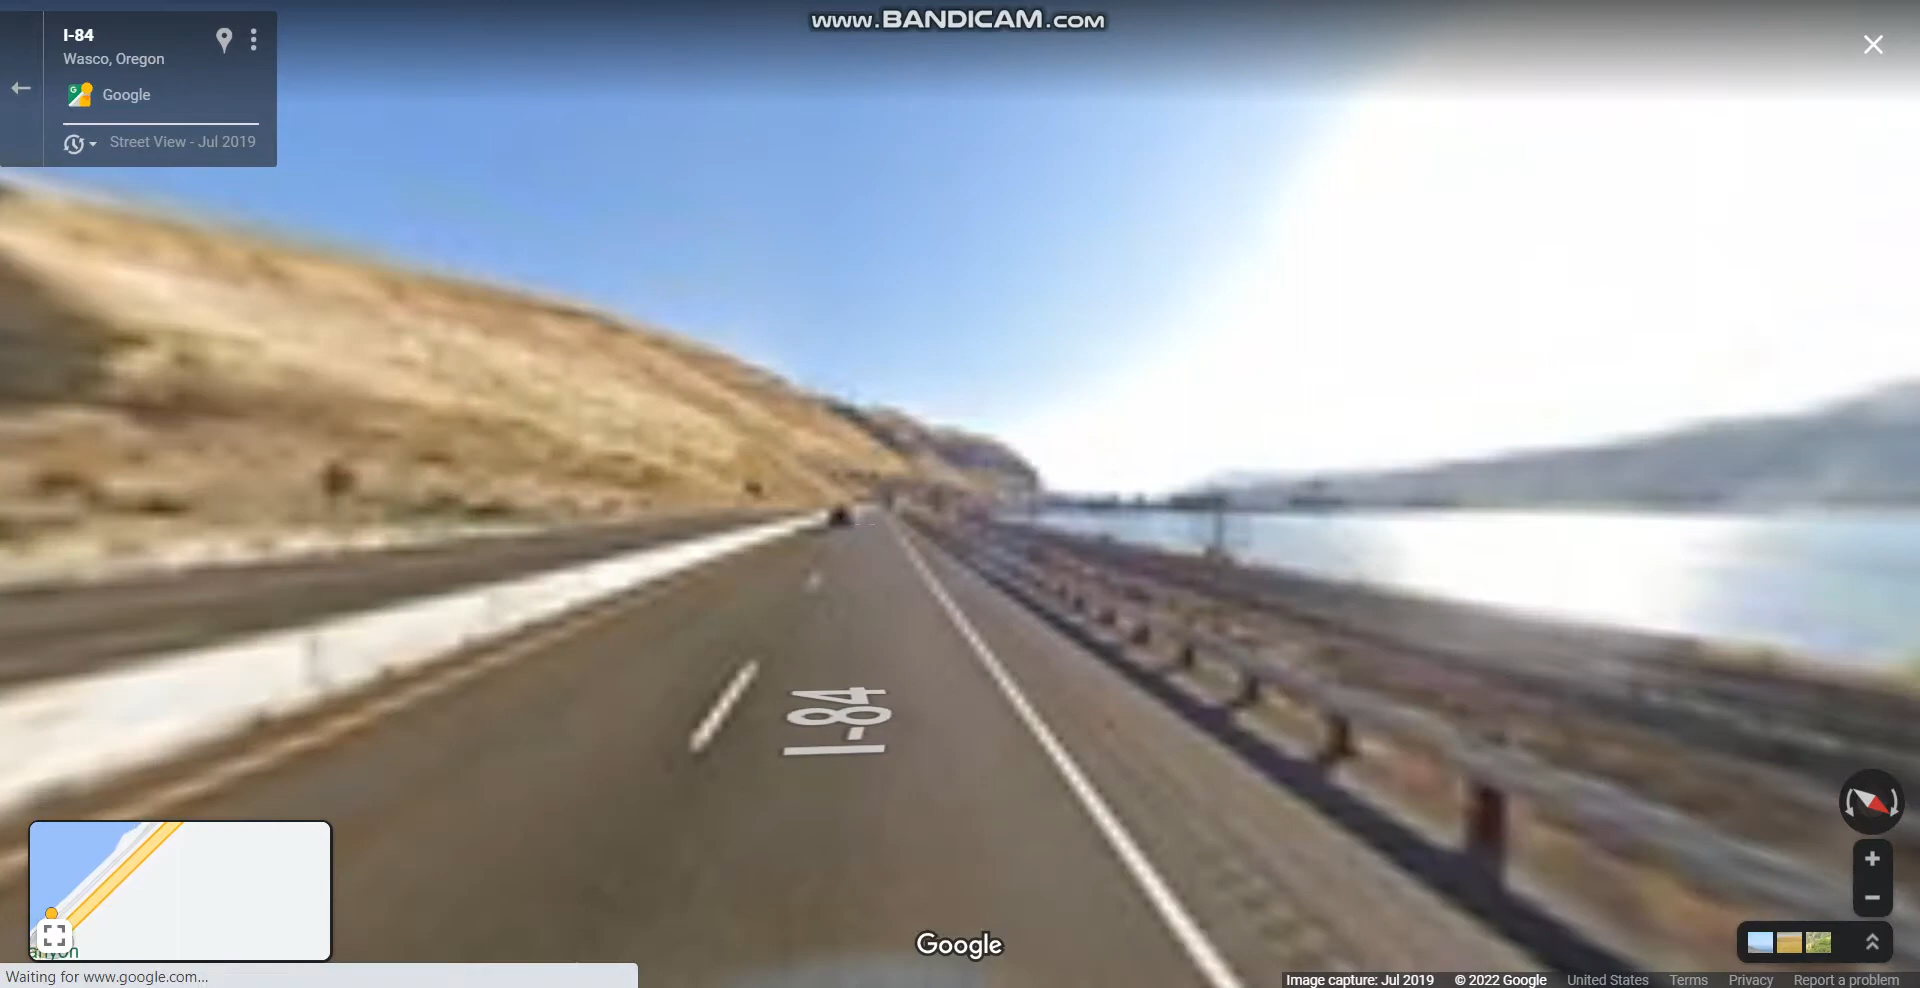 www.BANDICAM.com
I-84
Wasco, Oregon
Google
Street View - Jul 2019
I-84
Google
anyon
Waiting for www.google.com...
Image capture: Jul 2019 © 2022 Google United States Terms Privacy Report a problem